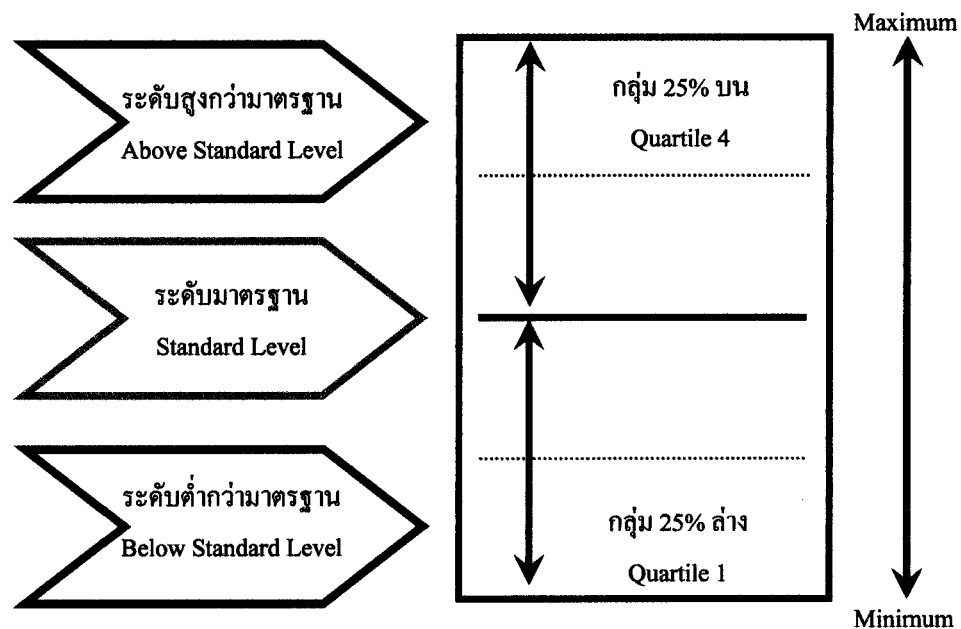 Maximum
ระดับสูงกว่ามาตรฐาน
Above Standard Level
กลุ่ม 25% บน
Quartile 4
ระดับมาตรฐาน
Standard Level
ระดับต่ำกว่ามาตรฐาน
Below Standard Level
กลุ่ม 25% ล่าง
Quartile 1
Minimum